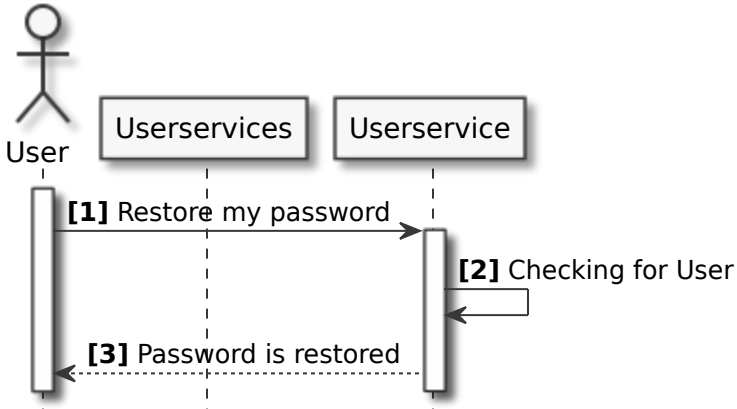 User
Userservices
Userservice
[1] Restore my password
[2] Checking for User
[3] Password is restored